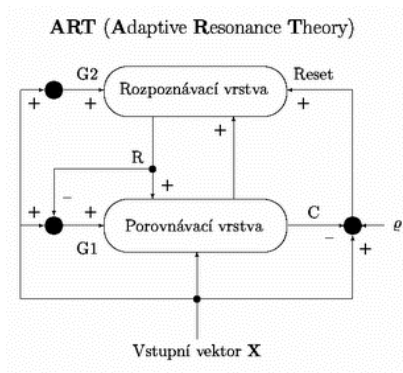 ART (Adaptive Resonance Theory)
G2
Rozpoznávací vrstva
Reset
+
+
+
+
R
+
−
+
+
Porovnávací vrstva
C
G1
−
ϱ
+
Vstupní vektor X